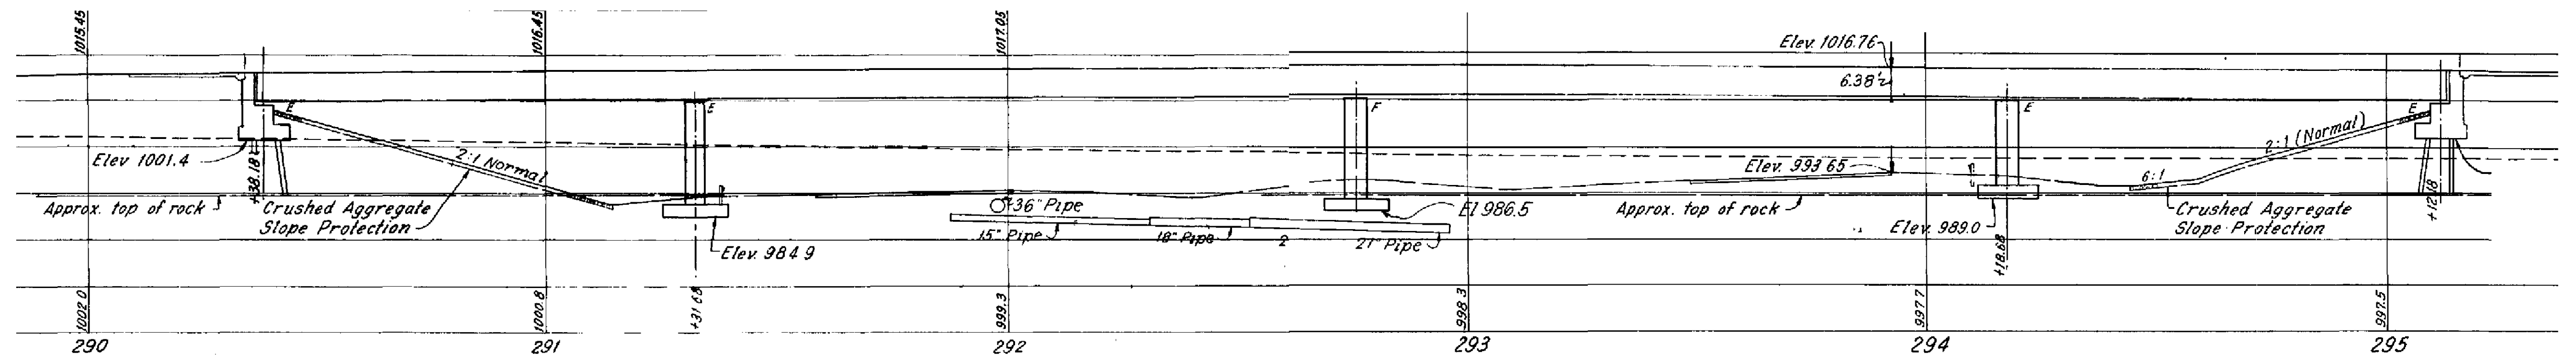 1015.45
1016.45
1017.05
Elev. 1016.76
6.38'±
E
E
F
E
E
Elev 1001.4
+38.18
2:1 Normal
Elev. 993.65
2:1 (Normal)
6:1
+12.18
Approx. top of rock
Crushed Aggregate
Slope Protection
36" Pipe
15" Pipe
18" Pipe
2
21" Pipe
El 986.5
Approx. top of rock
Elev. 989.0
Crushed Aggregate
Slope Protection
Elev. 984.9
+31.68
+18.68
1002.0
1000.8
999.3
998.3
997.7
997.5
290
291
292
293
294
295